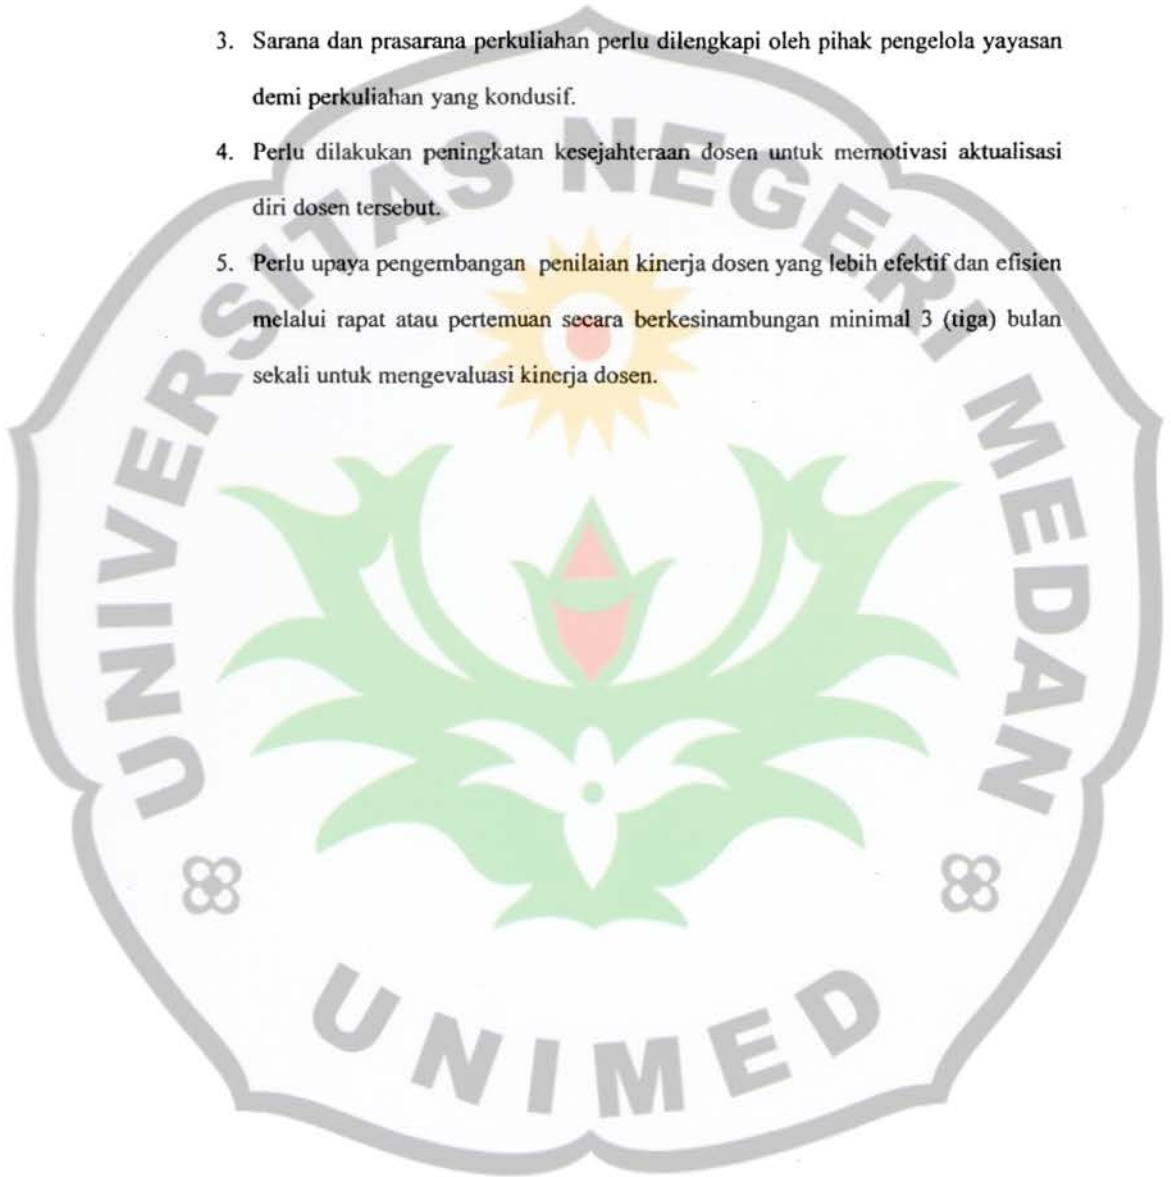 3. Sarana dan prasarana perkuliahan perlu dilengkapi oleh pihak pengelola yayasan
demi perkuliahan yang kondusif.
4. Perlu dilakukan peningkatan kesejahteraan dosen untuk memotivasi aktualisasi
diri dosen tersebut.
5. Perlu upaya pengembangan penilaian kinerja dosen yang lebih efektif dan efisien
melalui rapat atau pertemuan secara berkesinambungan minimal 3 (tiga) bulan
sekali untuk mengevaluasi kinerja dosen.
UNIVERSITAS NEGERI MEDAN
UNIMED